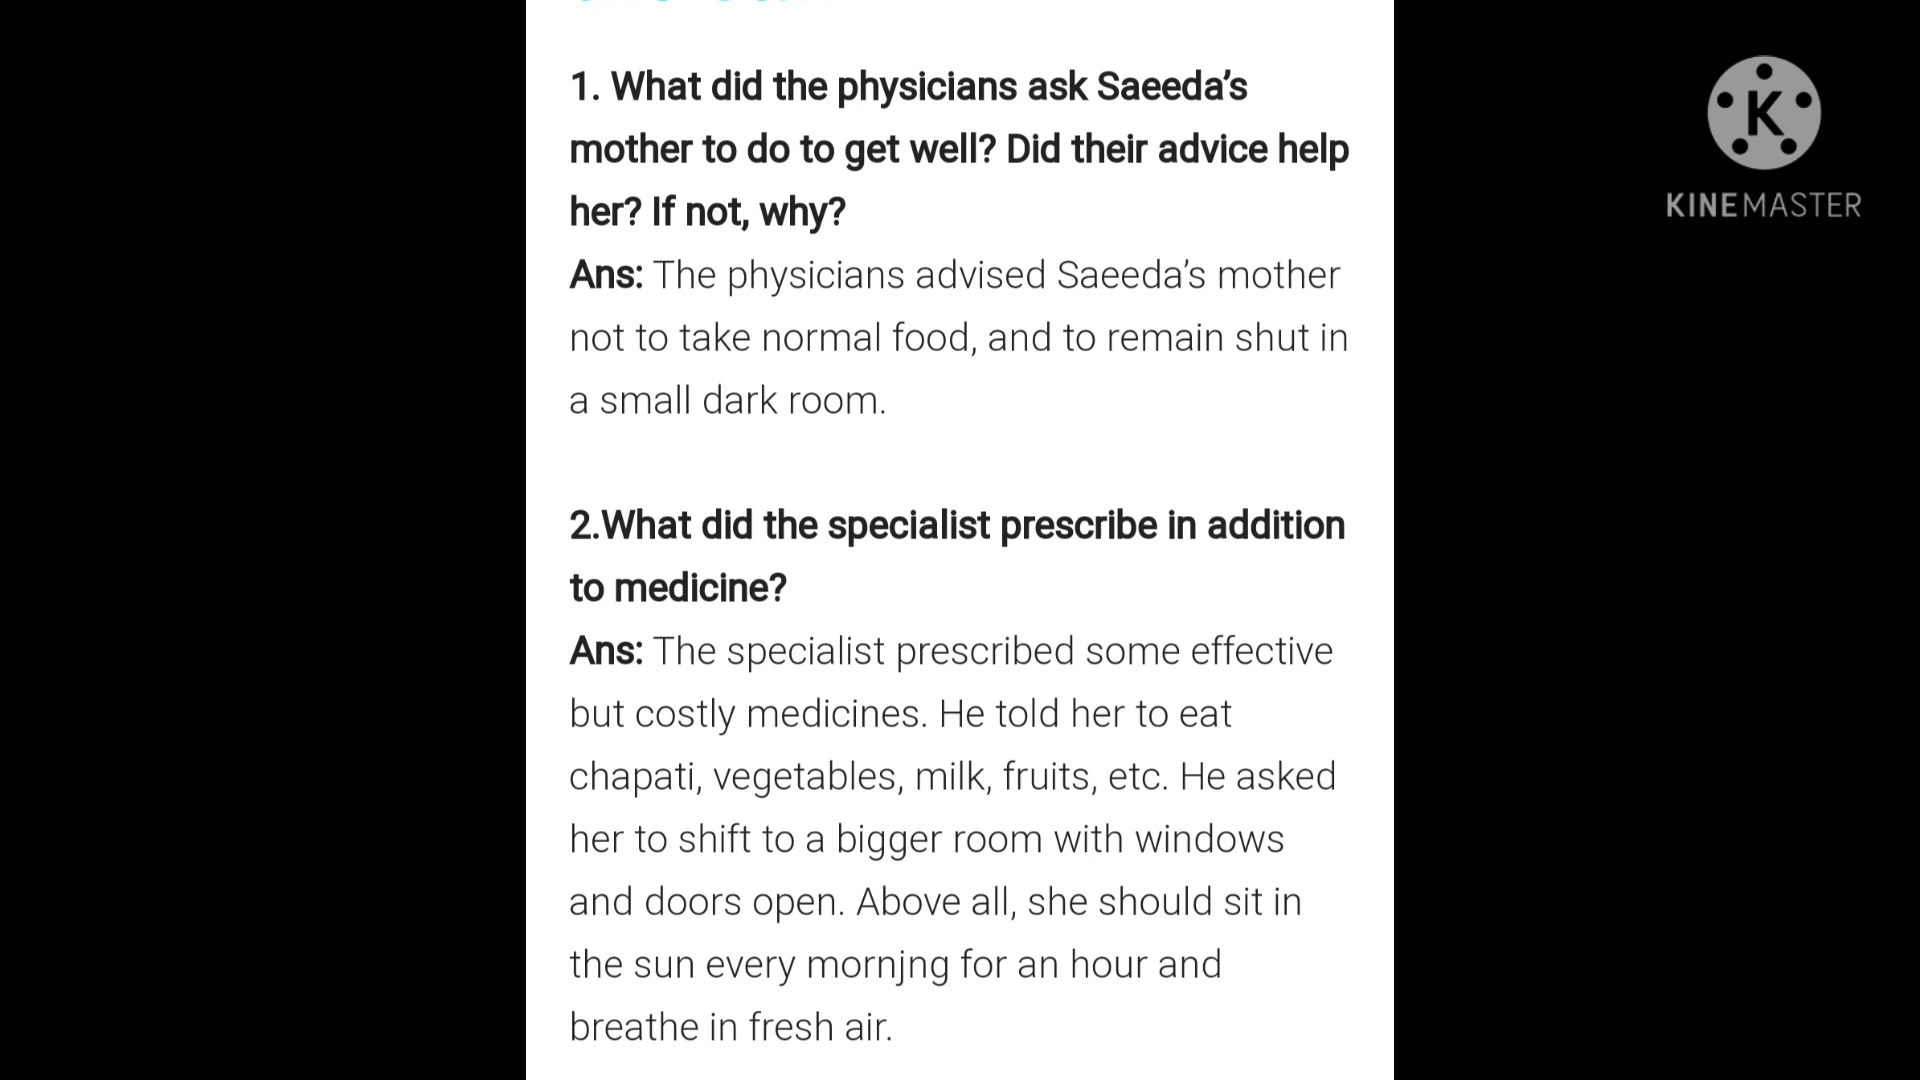 1. What did the physicians ask Saeeda’s
mother to do to get well? Did their advice help
her? If not, why?
Ans: The physicians advised Saeeda’s mother
not to take normal food, and to remain shut in
a small dark room.
2.What did the specialist prescribe in addition
to medicine?
Ans: The specialist prescribed some effective
but costly medicines. He told her to eat
chapati, vegetables, milk, fruits, etc. He asked
her to shift to a bigger room with windows
and doors open. Above all, she should sit in
the sun every mornjng for an hour and
breathe in fresh air.
K
KINEMASTER